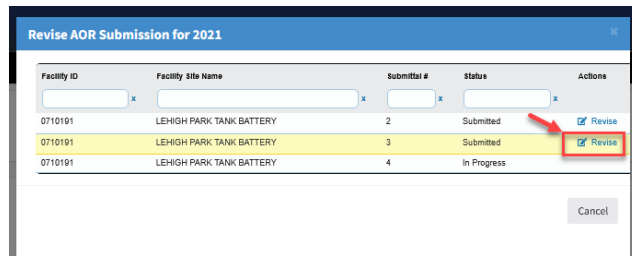 Revise AOR Submission for 2021 ×
Facility ID Facility Site Name Submittal # Status Actions
x x x x
0710191 LEHIGH PARK TANK BATTERY 2 Submitted Revise
0710191 LEHIGH PARK TANK BATTERY 3 Submitted Revise
0710191 LEHIGH PARK TANK BATTERY 4 In Progress
Cancel